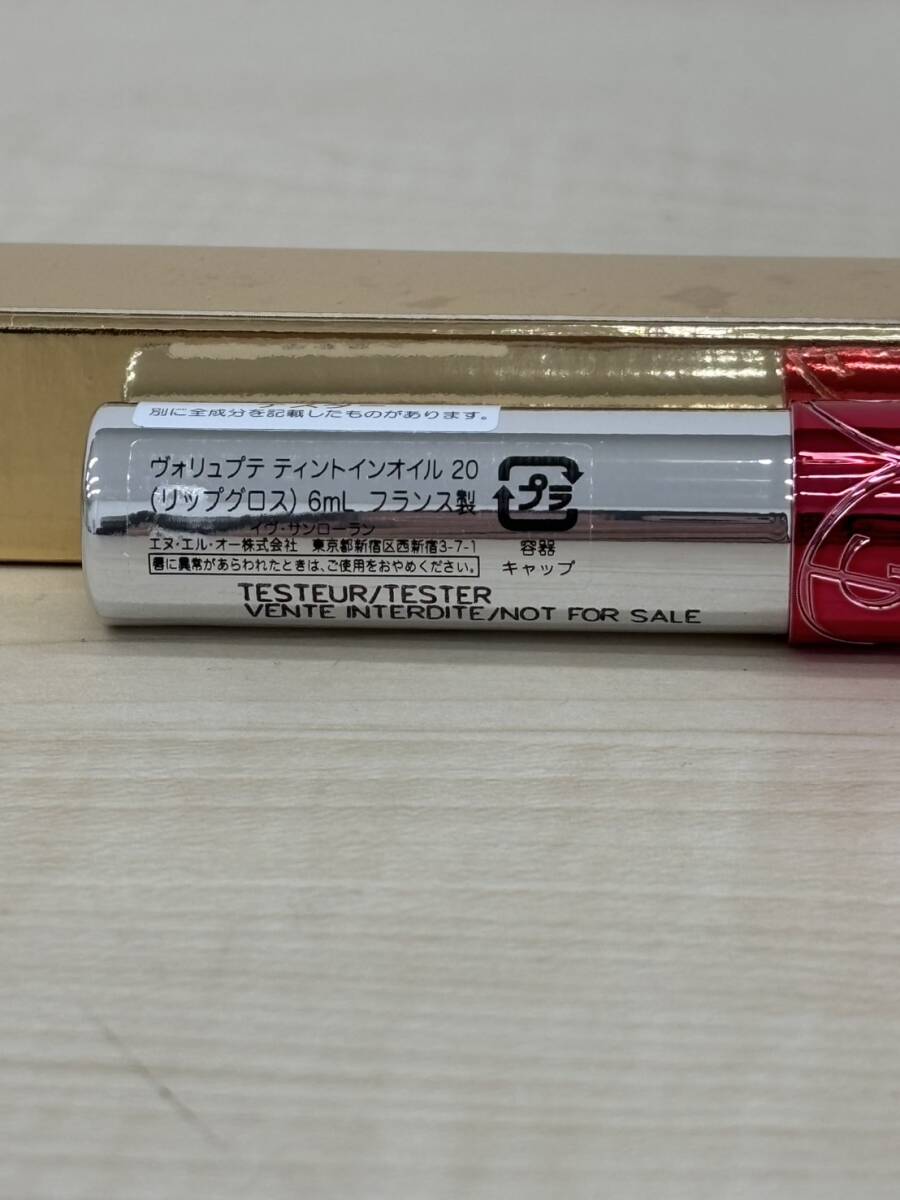 別に全成分を記載したものがあります。
ヴォリュプテ ティントインオイル 20
(リップグロス) 6mL フランス製
イヴ・サンローラン
エヌ・エル・オー株式会社 東京都新宿区西新宿3-7-1
唇に異常があらわれたときは、ご使用をおやめください。
プラ
容器
キャップ
TESTEUR/TESTER
VENTE INTERDITE/NOT FOR SALE